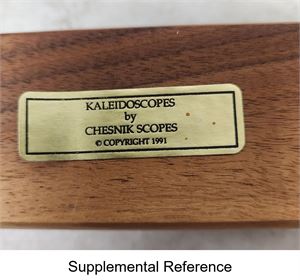 KALEIDOSCOPES
by
CHESNIK SCOPES
© COPYRIGHT 1991
Supplemental Reference